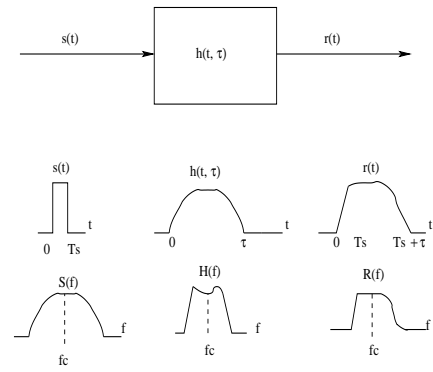 s(t) h(t, τ) r(t)
s(t) h(t, τ) r(t)
t t t
0 Ts 0 τ 0 Ts Ts +τ
S(f) H(f) R(f)
f f f
fc fc fc